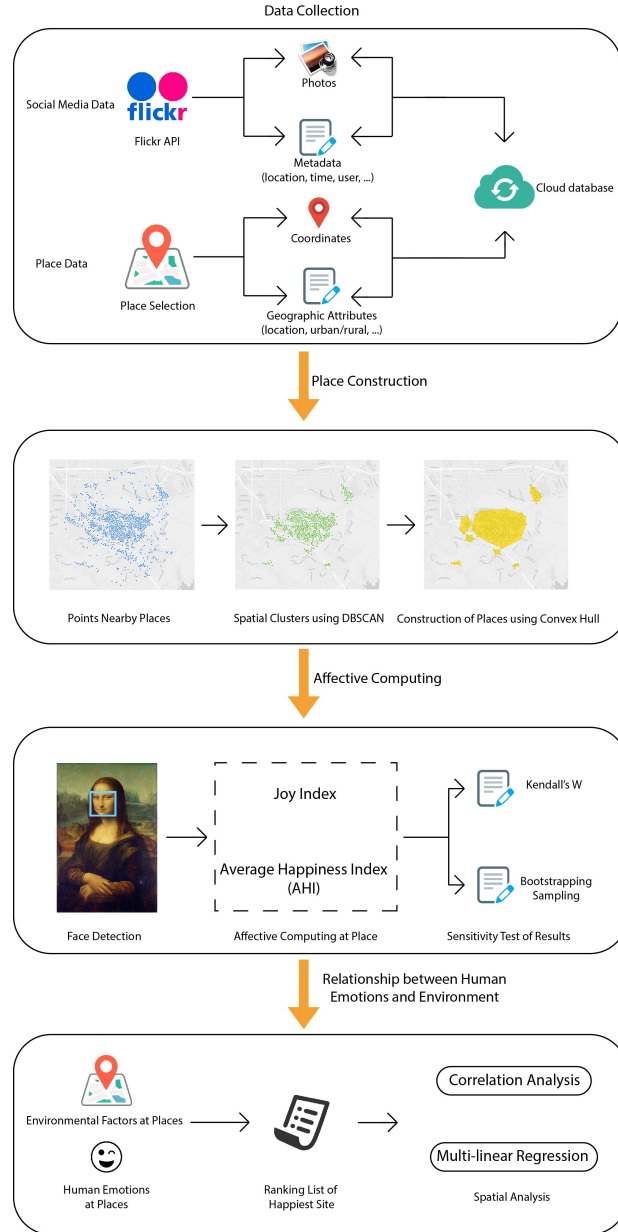 Data Collection
Social Media Data
flickr
Flickr API
Photos
Metadata
(location, time, user, ...)
Cloud database
Place Data
Place Selection
Coordinates
Geographic Attributes
(location, urban/rural, ...)
Place Construction
Points Nearby Places
Spatial Clusters using DBSCAN
Construction of Places using Convex Hull
Affective Computing
Joy Index
Average Happiness Index
(AHI)
Kendall's W
Bootstrapping
Sampling
Face Detection
Affective Computing at Place
Sensitivity Test of Results
Relationship between Human
Emotions and Environment
Environmental Factors at Places
Human Emotions
at Places
Ranking List of
Happiest Site
Correlation Analysis
Multi-linear Regression
Spatial Analysis